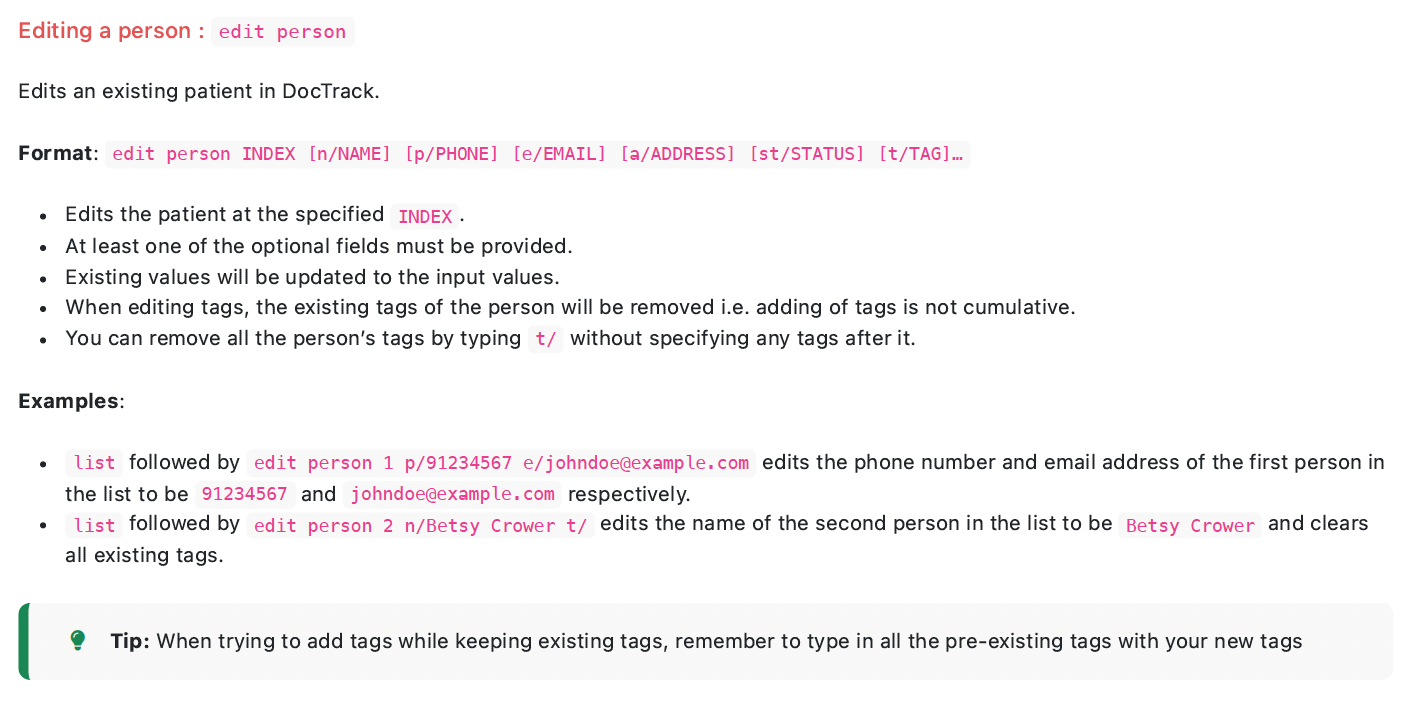 Editing a person : edit person
Edits an existing patient in DocTrack.
Format: edit person INDEX [n/NAME] [p/PHONE] [e/EMAIL] [a/ADDRESS] [st/STATUS] [t/TAG]…
• Edits the patient at the specified INDEX.
• At least one of the optional fields must be provided.
• Existing values will be updated to the input values.
• When editing tags, the existing tags of the person will be removed i.e. adding of tags is not cumulative.
• You can remove all the person’s tags by typing t/ without specifying any tags after it.
Examples:
• list followed by edit person 1 p/91234567 e/johndoe@example.com edits the phone number and email address of the first person in
the list to be 91234567 and johndoe@example.com respectively.
• list followed by edit person 2 n/Betsy Crower t/ edits the name of the second person in the list to be Betsy Crower and clears
all existing tags.
Tip: When trying to add tags while keeping existing tags, remember to type in all the pre-existing tags with your new tags